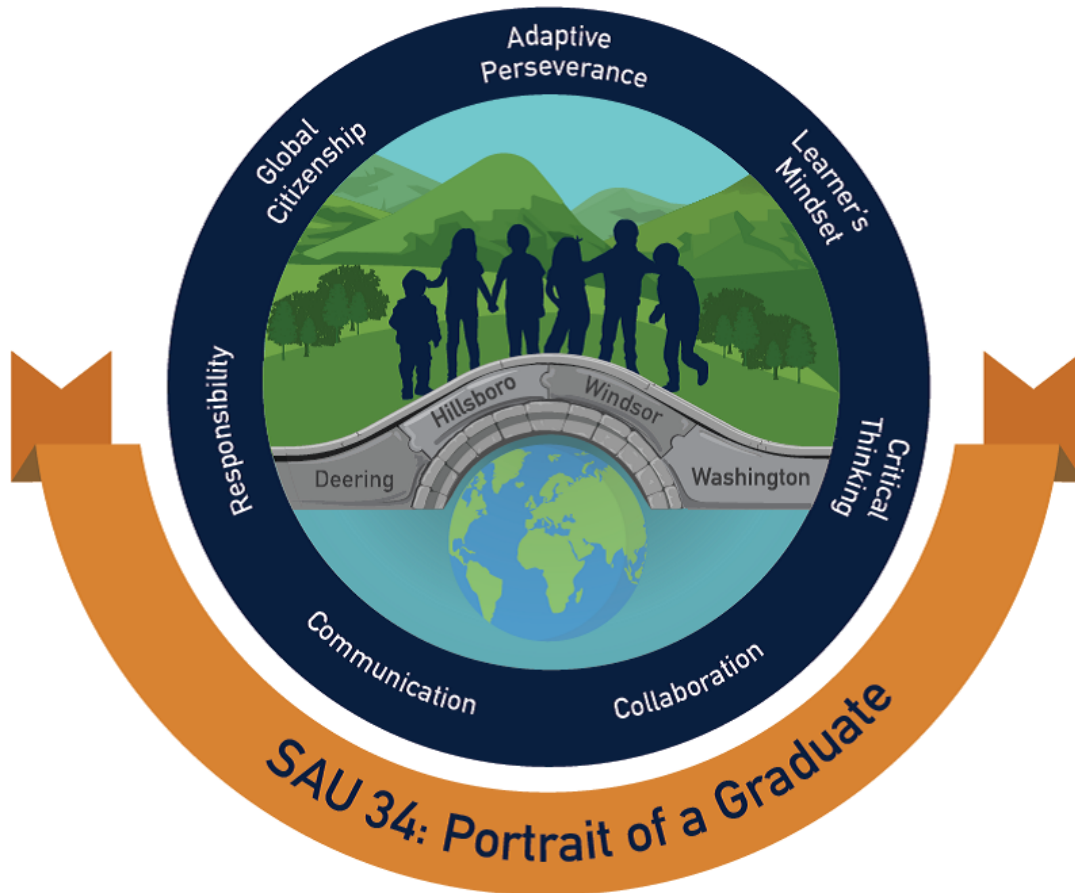 Adaptive
Perseverance
Learner's
Mindset
Critical
Thinking
Collaboration
Communication
Responsibility
Global
Citizenship
Deering
Hillsboro
Windsor
Washington
SAU 34: Portrait of a Graduate